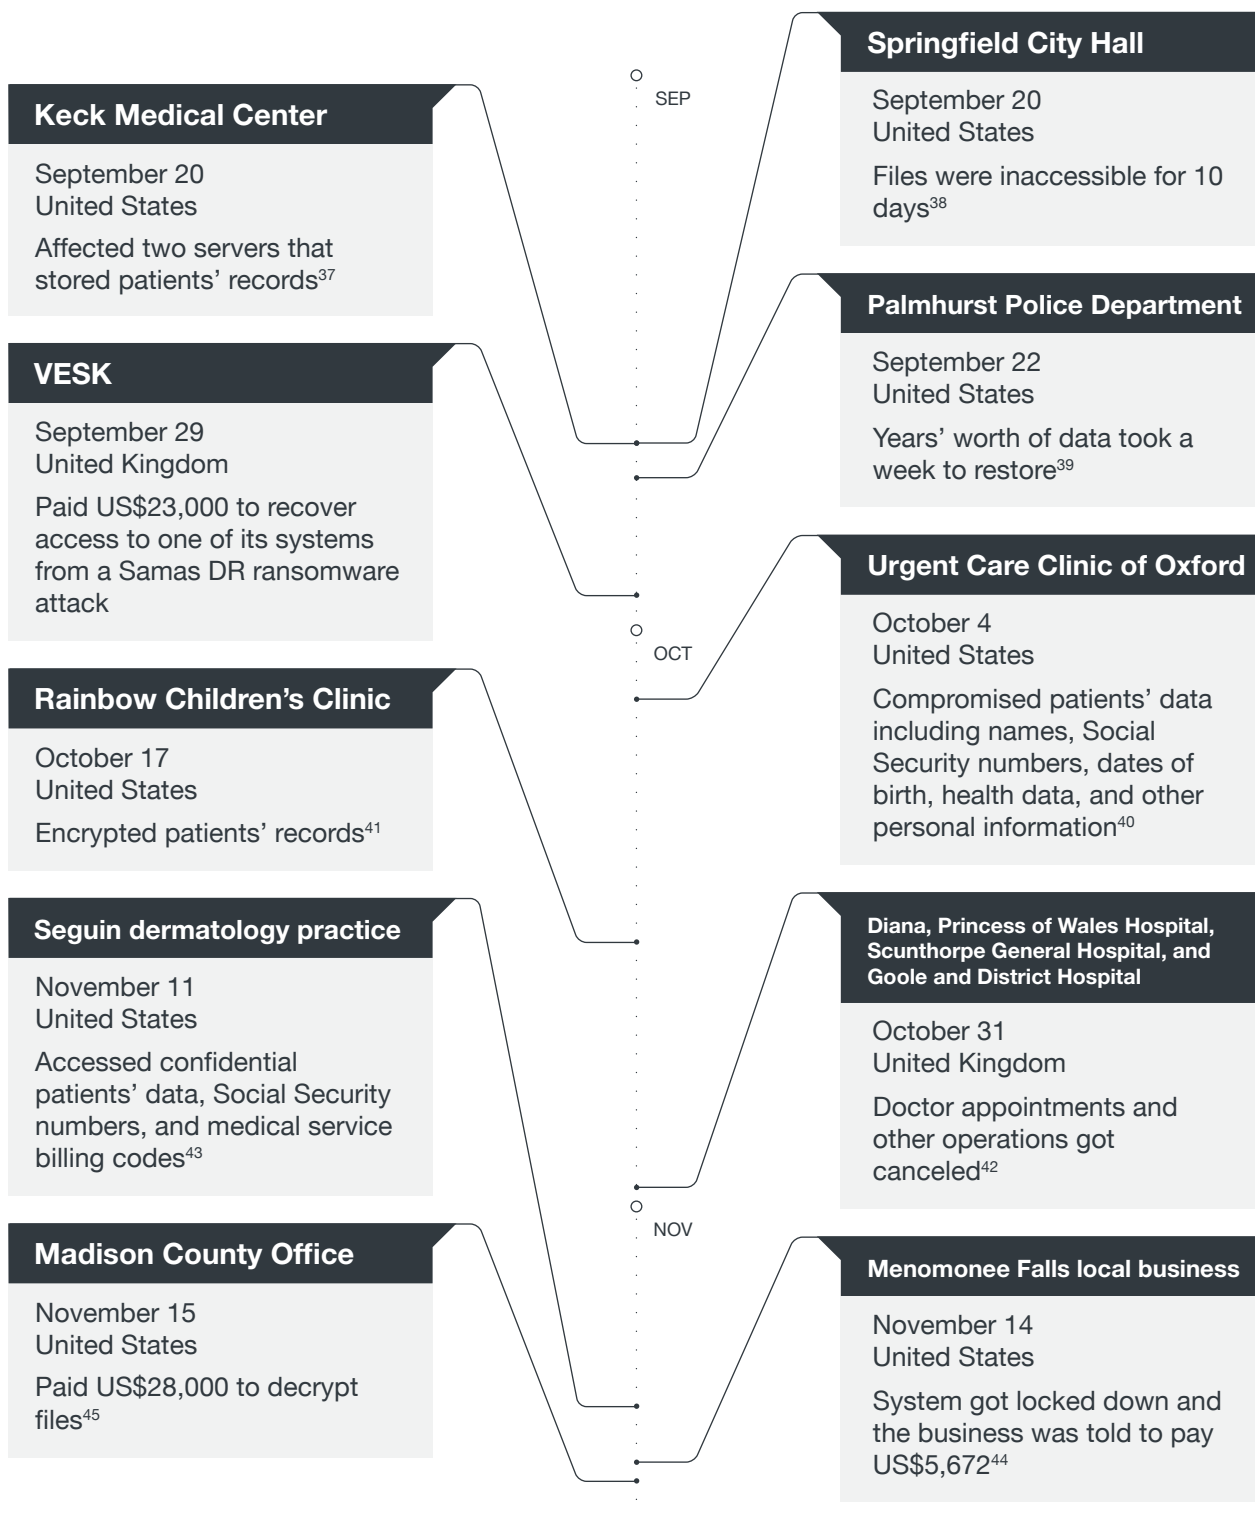 Springfield City Hall
September 20
United States
Files were inaccessible for 10
days38
SEP
Keck Medical Center
September 20
United States
Affected two servers that
stored patients’ records37
Palmhurst Police Department
September 22
United States
Years’ worth of data took a
week to restore39
VESK
September 29
United Kingdom
Paid US$23,000 to recover
access to one of its systems
from a Samas DR ransomware
attack
Urgent Care Clinic of Oxford
October 4
United States
Compromised patients’ data
including names, Social
Security numbers, dates of
birth, health data, and other
personal information40
OCT
Rainbow Children’s Clinic
October 17
United States
Encrypted patients’ records41
Diana, Princess of Wales Hospital,
Scunthorpe General Hospital, and
Goole and District Hospital
October 31
United Kingdom
Doctor appointments and
other operations got
canceled42
Seguin dermatology practice
November 11
United States
Accessed confidential
patients’ data, Social Security
numbers, and medical service
billing codes43
NOV
Madison County Office
November 15
United States
Paid US$28,000 to decrypt
files45
Menomonee Falls local business
November 14
United States
System got locked down and
the business was told to pay
US$5,67244